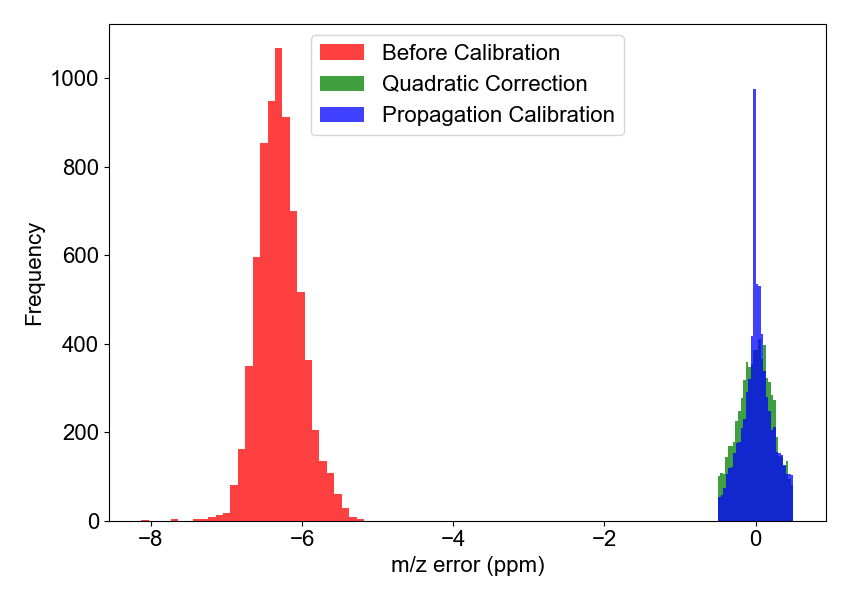 Before Calibration
Quadratic Correction
Propagation Calibration
Frequency
1000
800
600
400
200
0
−8 −6 −4 −2 0
m/z error (ppm)